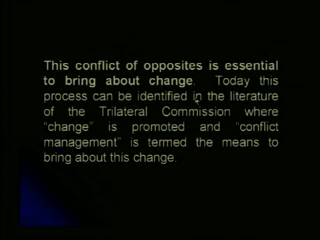 This conflict of opposites is essential
to bring about change. Today this
process can be identified in the literature
of the Trilateral Commission where
“change” is promoted and “conflict
management” is termed the means to
bring about this change.